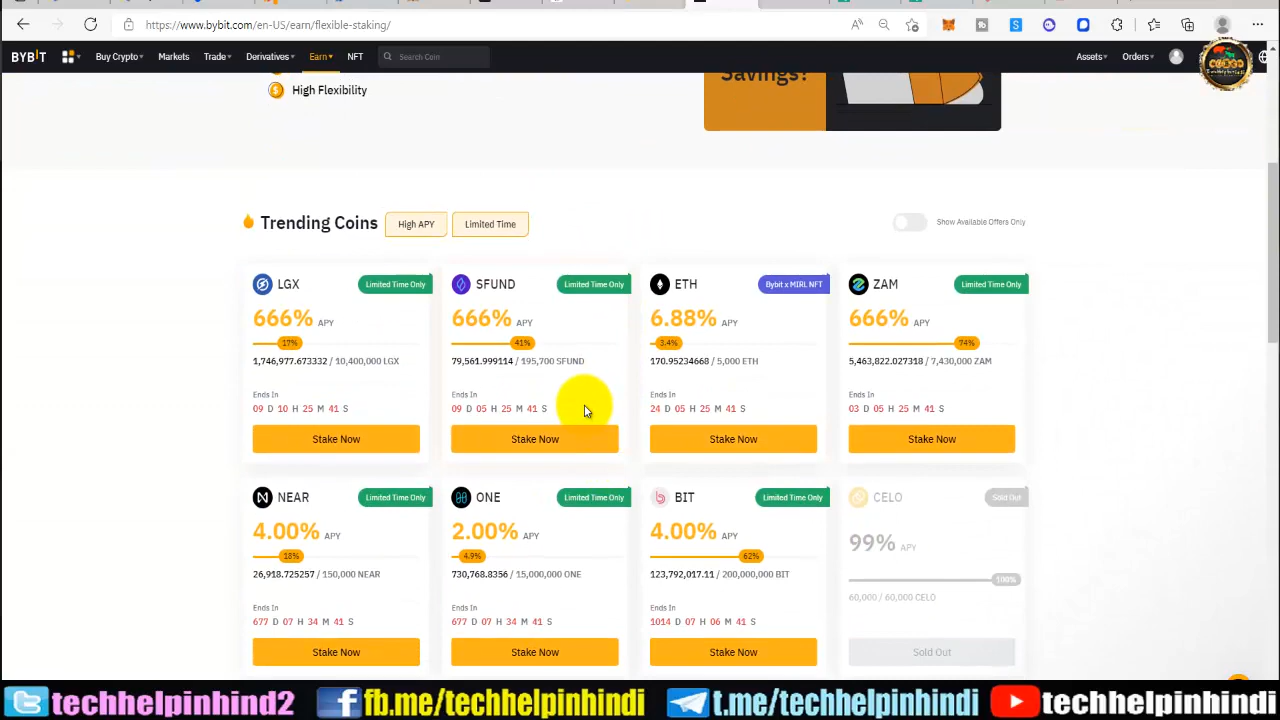 https://www.bybit.com/en-US/earn/flexible-staking/
BYBIT Buy Crypto Markets Trade Derivatives Earn NFT Search Coin Assets Orders
Savings?
High Flexibility
Trending Coins High APY Limited Time Show Available Offers Only
LGX Limited Time Only
666% APY
17%
1,746,977.673332 / 10,400,000 LGX
Ends In
09 D 10 H 25 M 41 S
Stake Now
SFUND Limited Time Only
666% APY
41%
79,561.999114 / 195,700 SFUND
Ends In
09 D 05 H 25 M 41 S
Stake Now
ETH Bybit x MIRL NFT
6.88% APY
3.4%
170.95234668 / 5,000 ETH
Ends In
24 D 05 H 25 M 41 S
Stake Now
ZAM Limited Time Only
666% APY
74%
5,463,822.027318 / 7,430,000 ZAM
Ends In
03 D 05 H 25 M 41 S
Stake Now
NEAR Limited Time Only
4.00% APY
18%
26,918.725257 / 150,000 NEAR
Ends In
677 D 07 H 34 M 41 S
Stake Now
ONE Limited Time Only
2.00% APY
4.9%
730,768.8356 / 15,000,000 ONE
Ends In
677 D 07 H 34 M 41 S
Stake Now
BIT Limited Time Only
4.00% APY
62%
123,792,017.11 / 200,000,000 BIT
Ends In
1014 D 07 H 06 M 41 S
Stake Now
CELO Sold Out
99% APY
100%
60,000 / 60,000 CELO
Sold Out
techhelpinhind2 fb.me/techhelpinhindi t.me/techhelpinhindi techhelpinhindi